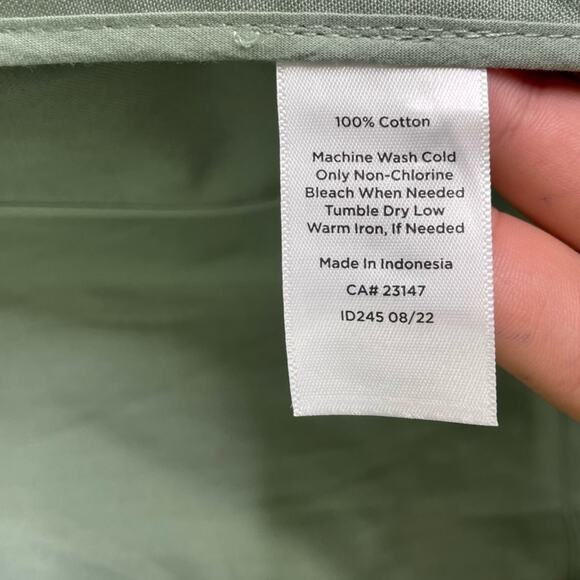 100% Cotton
Machine Wash Cold
Only Non-Chlorine
Bleach When Needed
Tumble Dry Low
Warm Iron, If Needed
Made In Indonesia
CA# 23147
ID245 08/22